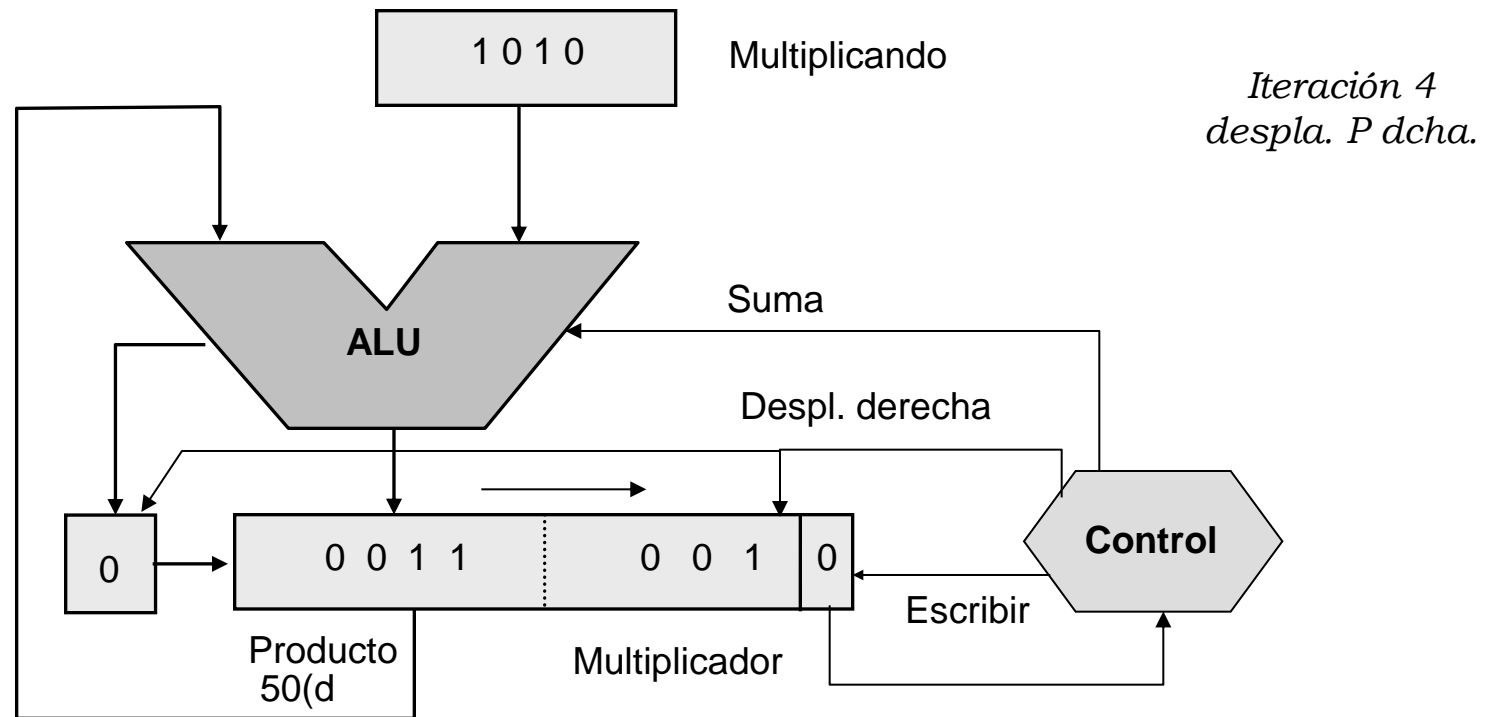 1 0 1 0
Multiplicando
Iteración 4
despla. P dcha.
Suma
ALU
Despl. derecha
0
0 0 1 1
0 0 1
0
Control
Escribir
Producto
50(d
Multiplicador